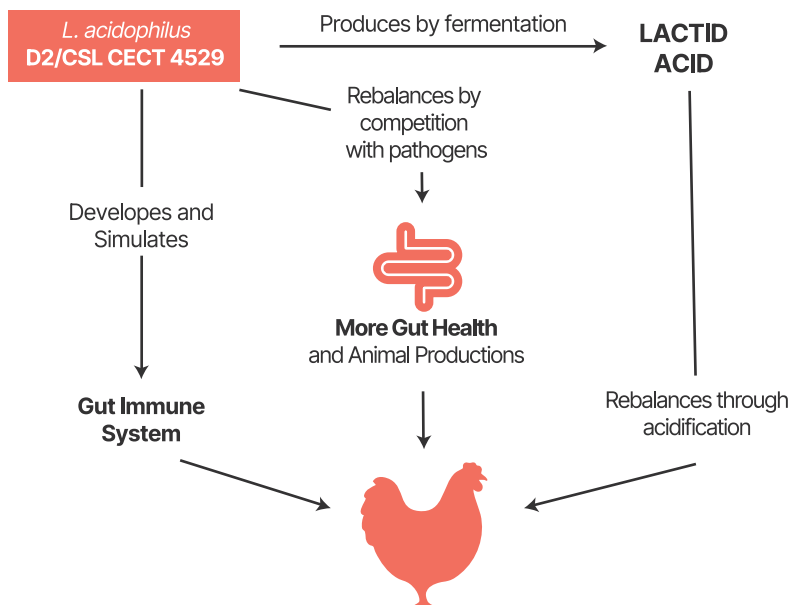 L. acidophilus
D2/CSL CECT 4529
Produces by fermentation
LACTID
ACID
Rebalances by
competition
with pathogens
Developes and
Simulates
More Gut Health
and Animal Productions
Gut Immune
System
Rebalances through
acidification